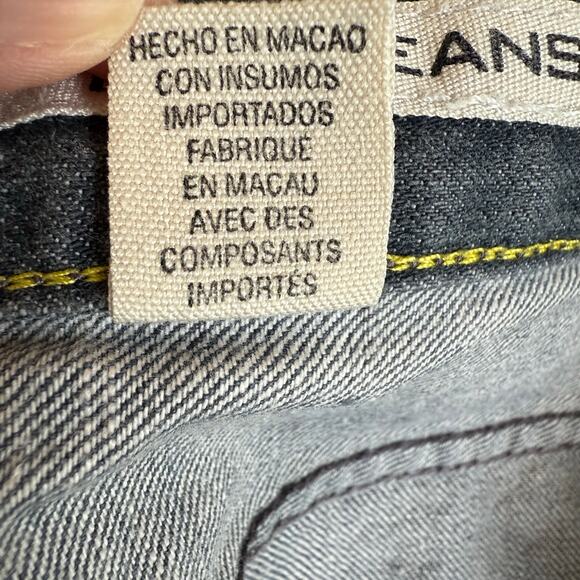 HECHO EN MACAO
CON INSUMOS
IMPORTADOS
FABRIQUÉ
EN MACAU
AVEC DES
COMPOSANTS
IMPORTÉS
EANS